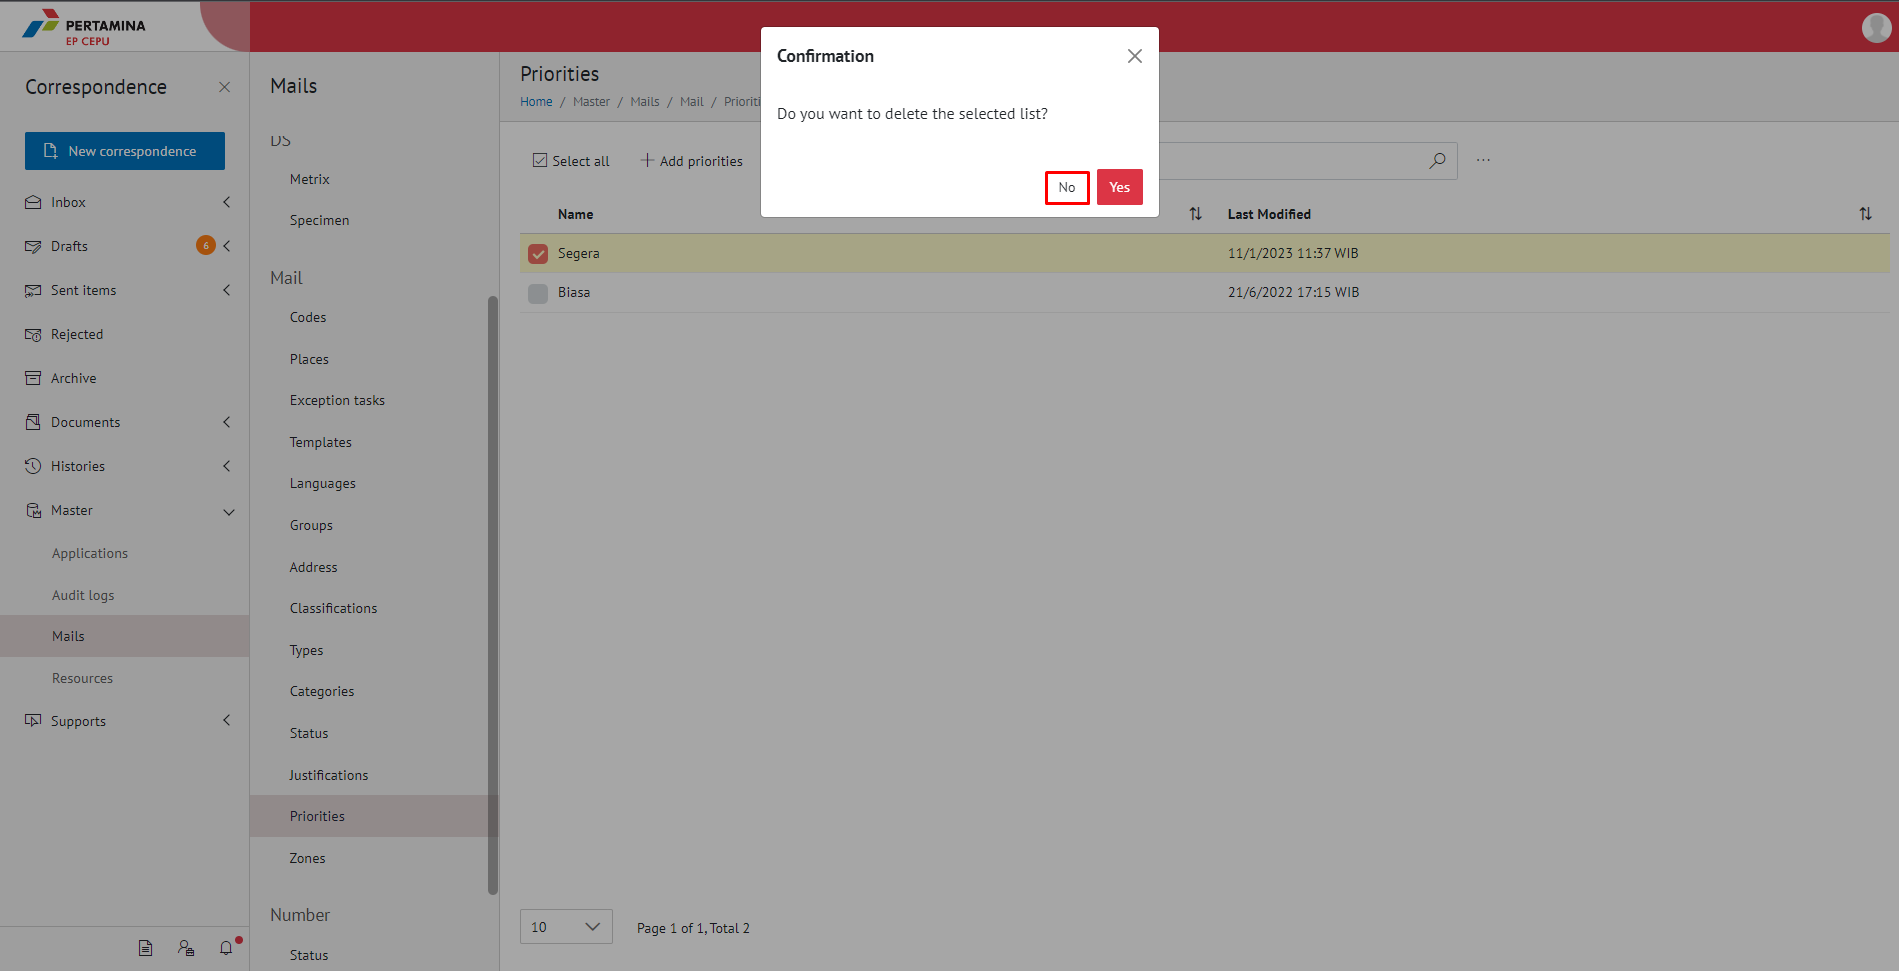 PERTAMINA
EP CEPU
Correspondence
New correspondence
Inbox
Drafts
6
Sent items
Rejected
Archive
Documents
Histories
Master
Applications
Audit logs
Mails
Resources
Supports
Mails
DS
Metrix
Specimen
Mail
Codes
Places
Exception tasks
Templates
Languages
Groups
Address
Classifications
Types
Categories
Status
Justifications
Priorities
Zones
Number
Status
Priorities
Home / Master / Mails / Mail / Prioriti
Select all
Add priorities
...
Confirmation
Do you want to delete the selected list?
No Yes
Name Last Modified
Segera 11/1/2023 11:37 WIB
Biasa 21/6/2022 17:15 WIB
10 Page 1 of 1, Total 2